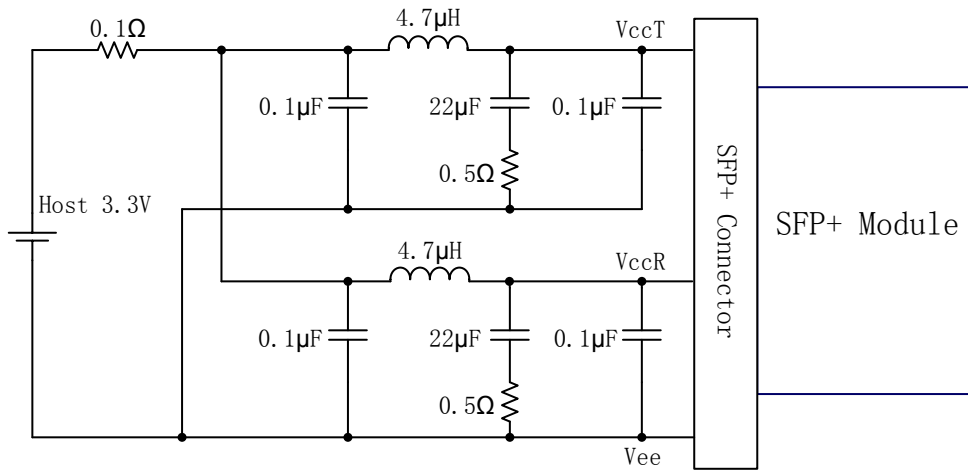 4.7μH
0.1Ω
VccT
0.1μF
22μF
0.1μF
0.5Ω
Host 3.3V
SFP+ Connector
SFP+ Module
4.7μH
VccR
0.1μF
22μF
0.1μF
0.5Ω
Vee